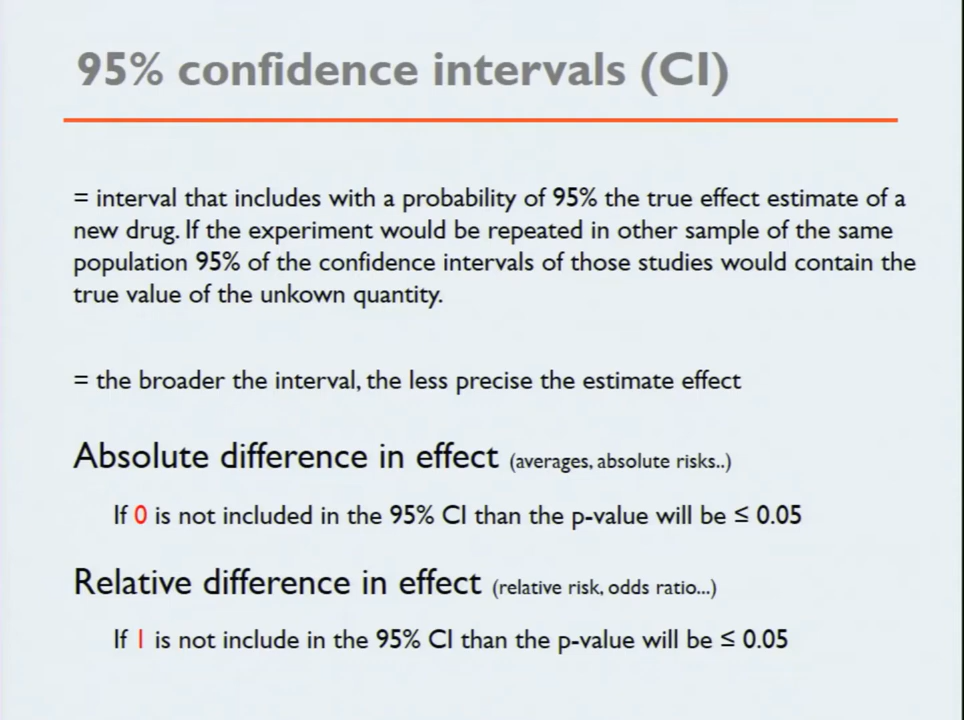 95% confidence intervals (CI)
= interval that includes with a probability of 95% the true effect estimate of a
new drug. If the experiment would be repeated in other sample of the same
population 95% of the confidence intervals of those studies would contain the
true value of the unkown quantity.
= the broader the interval, the less precise the estimate effect
Absolute difference in effect (averages, absolute risks..)
If 0 is not included in the 95% CI than the p-value will be ≤ 0.05
Relative difference in effect (relative risk, odds ratio...)
If 1 is not include in the 95% CI than the p-value will be ≤ 0.05